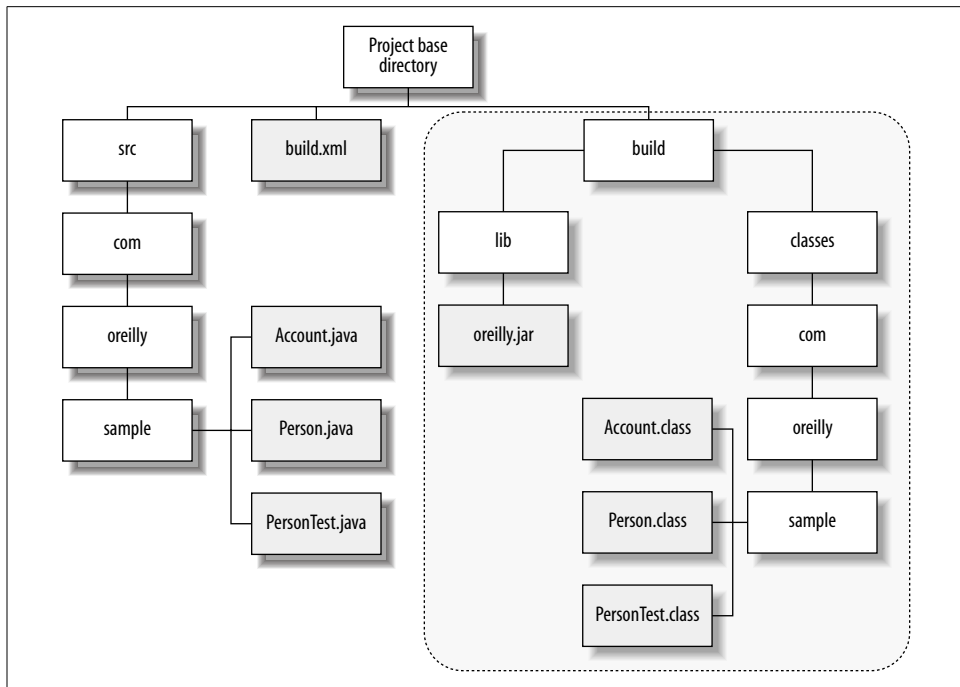 Project base
directory
src
build.xml
build
com
lib
classes
oreilly
Account.java
oreilly.jar
com
sample
Person.java
Account.class
oreilly
PersonTest.java
Person.class
sample
PersonTest.class